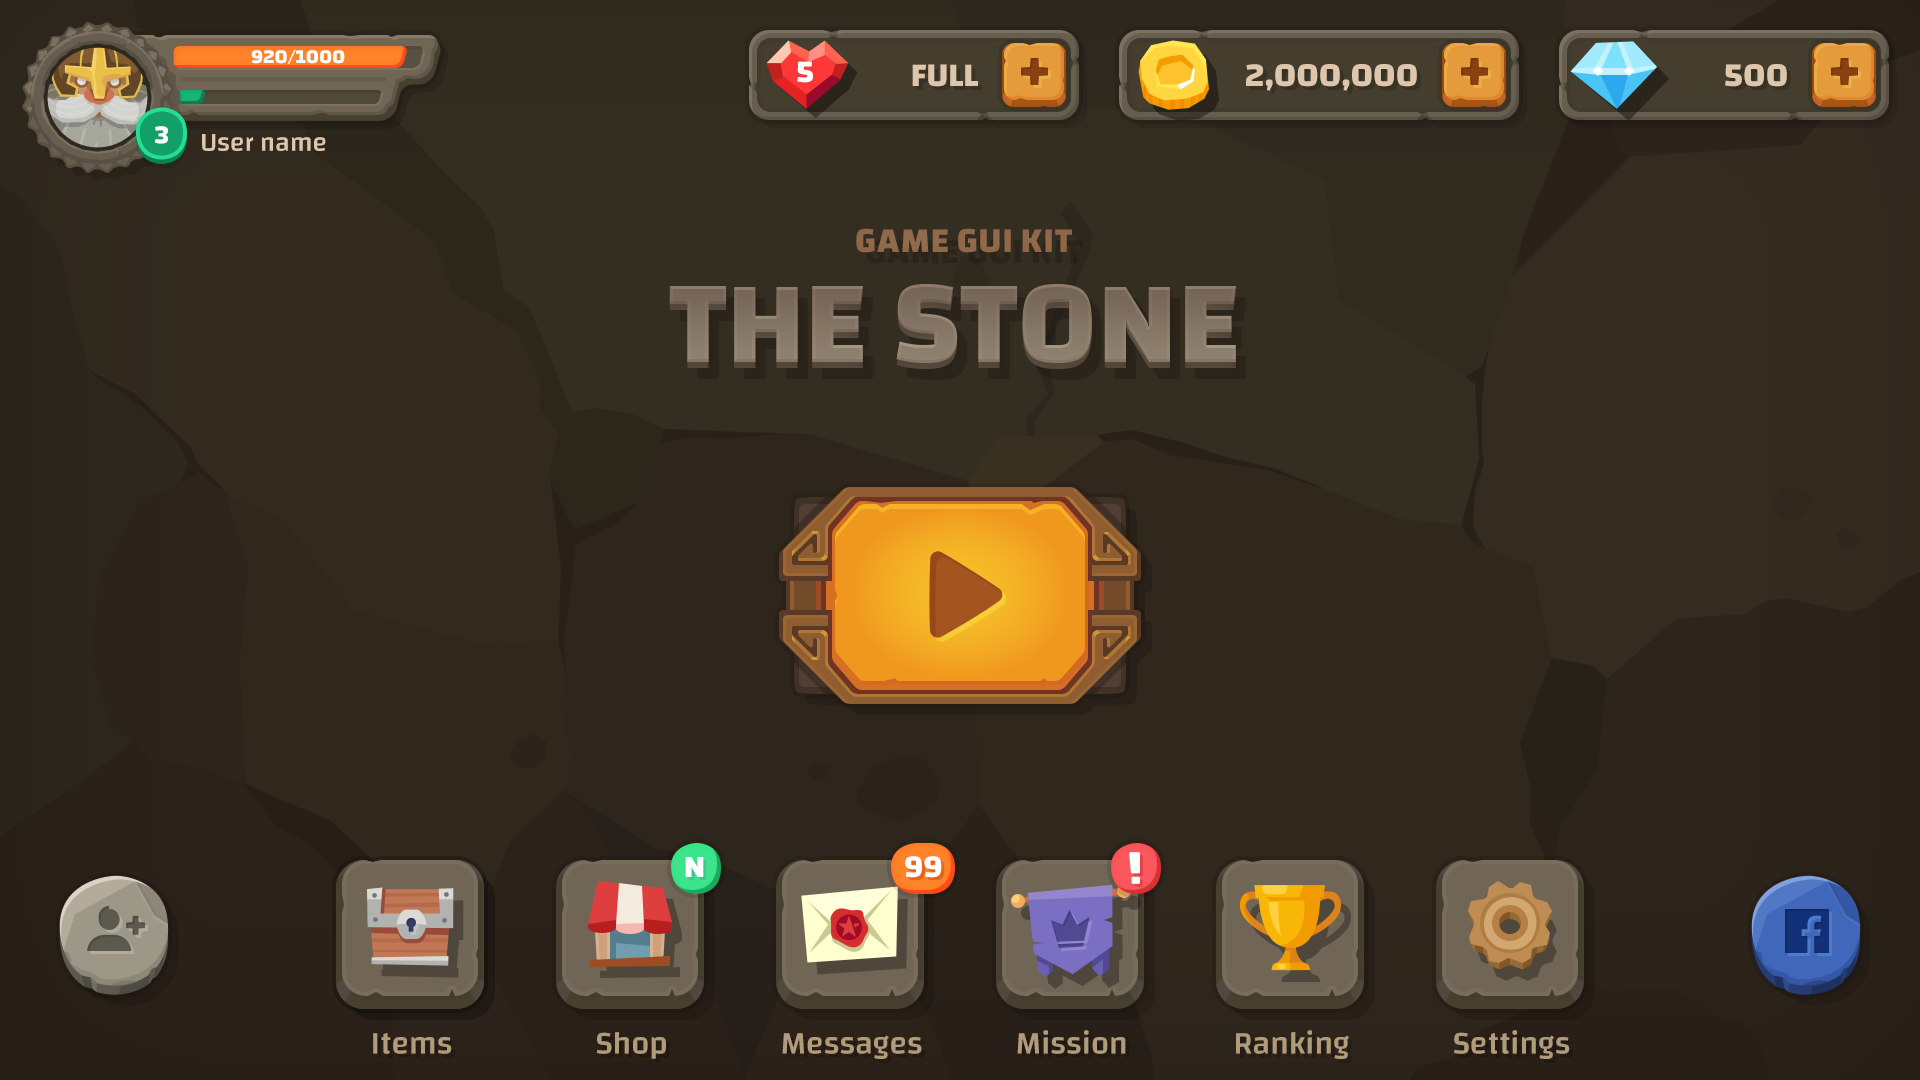 920/1000
3
User name
5
FULL
2,000,000
500
GAME GUI KIT
THE STONE
N
99
!
f
Items
Shop
Messages
Mission
Ranking
Settings